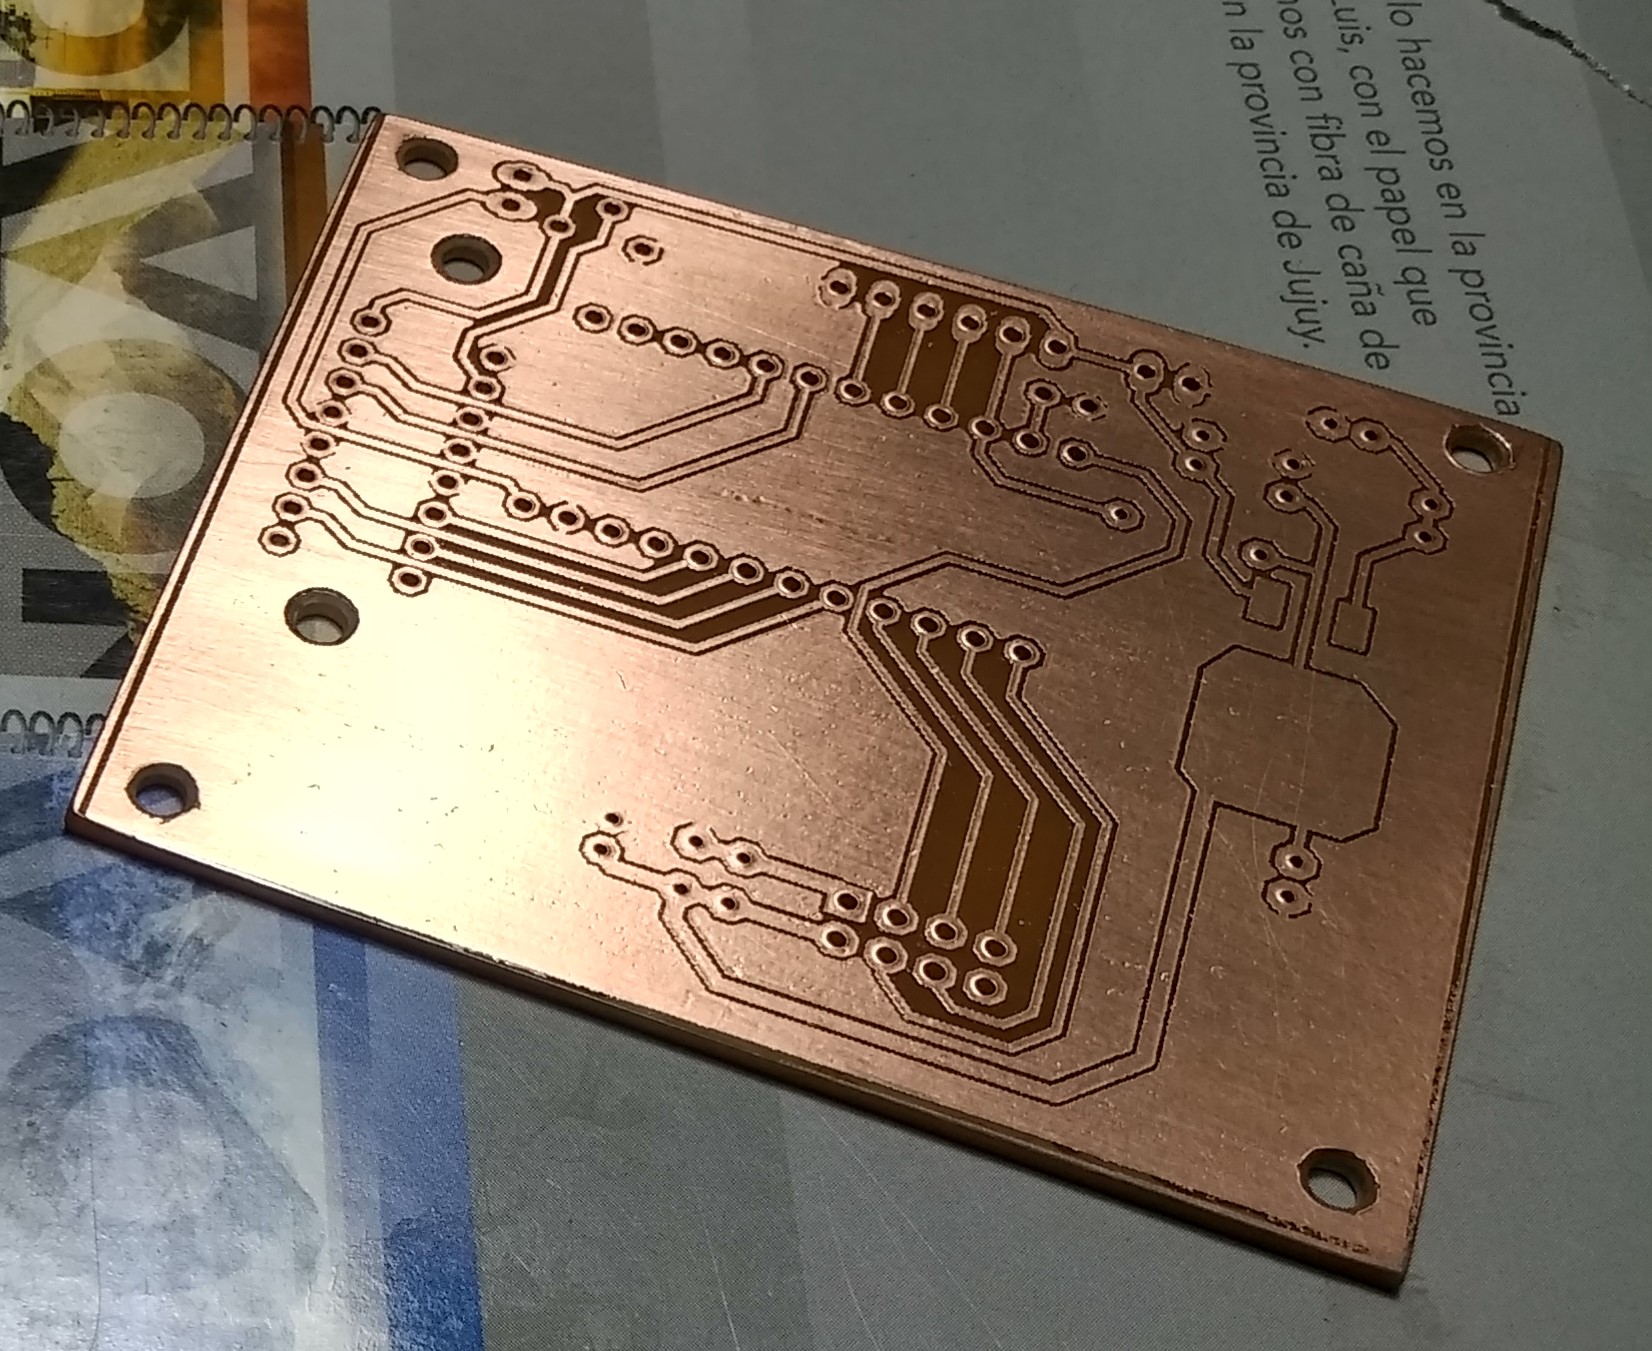 lo hacemos en la provincia
Luis, con el papel que
nos con fibra de caña de
n la provincia de Jujuy.